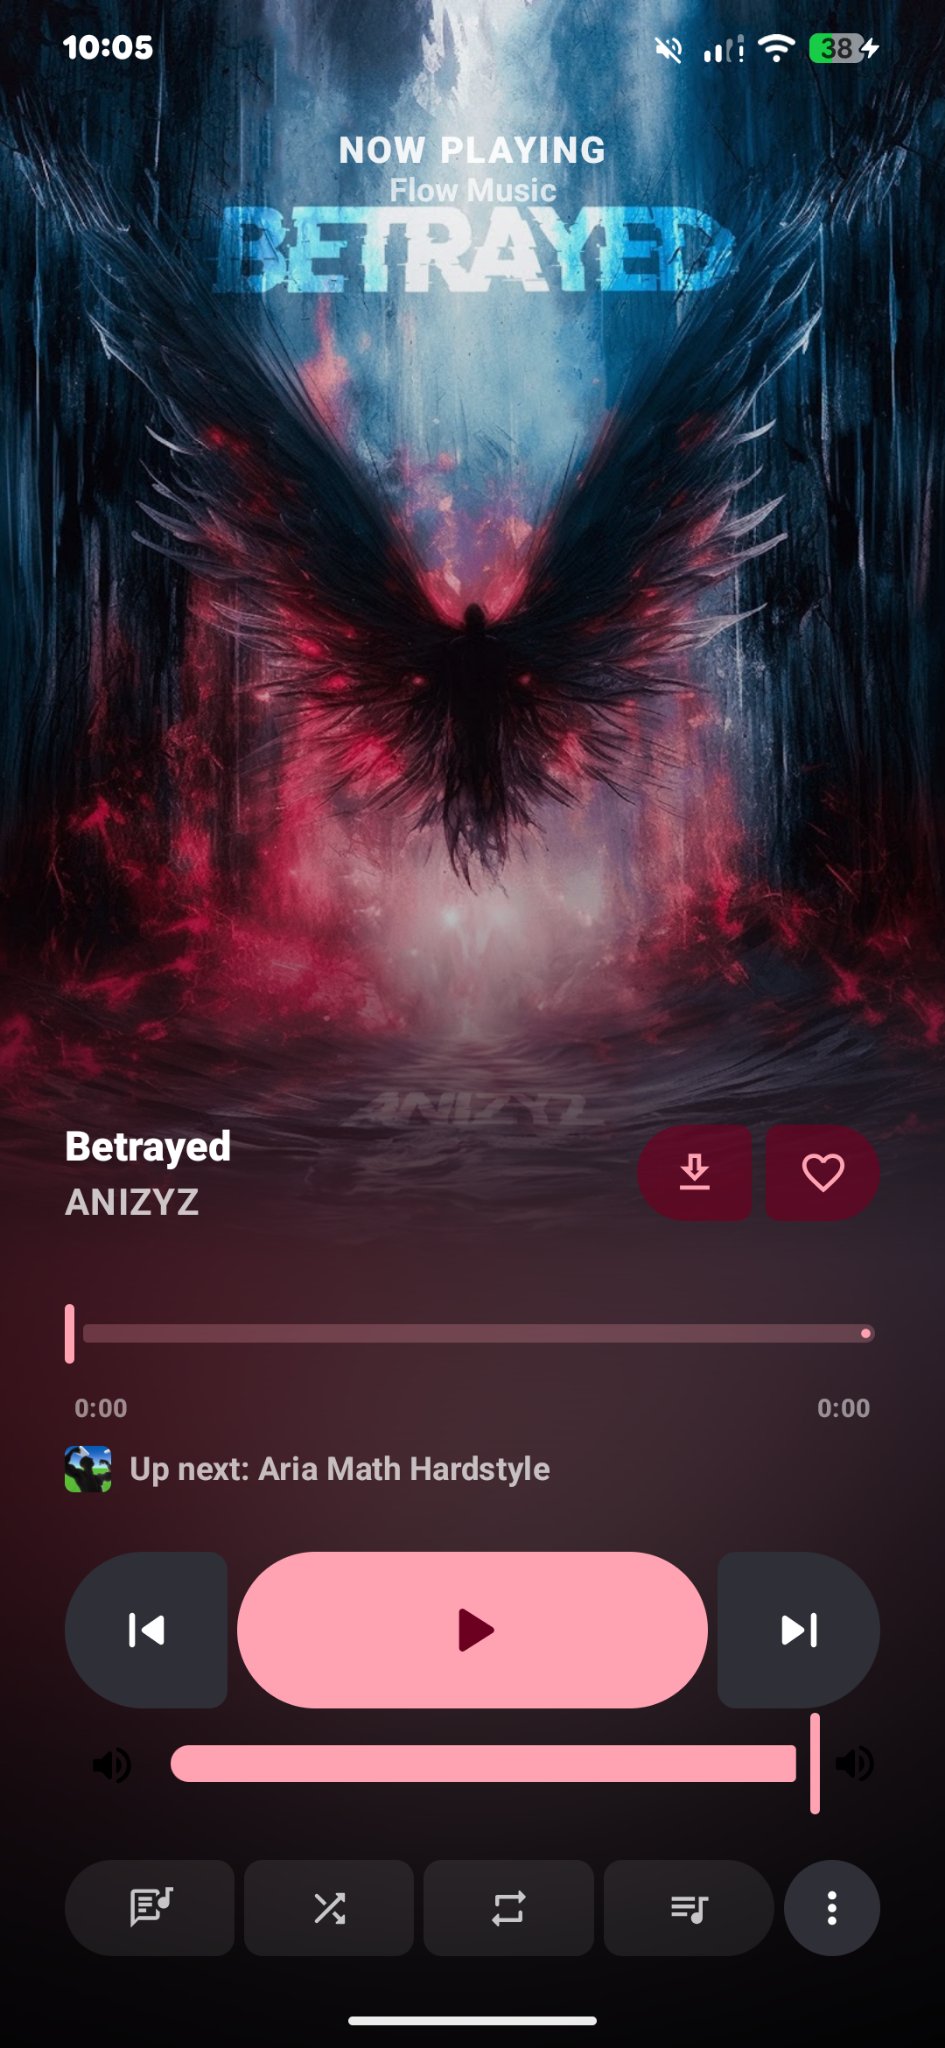 10:05
38
NOW PLAYING
Flow Music
BETRAYED
ANIZYZ
Betrayed
ANIZYZ
0:00
0:00
Up next: Aria Math Hardstyle